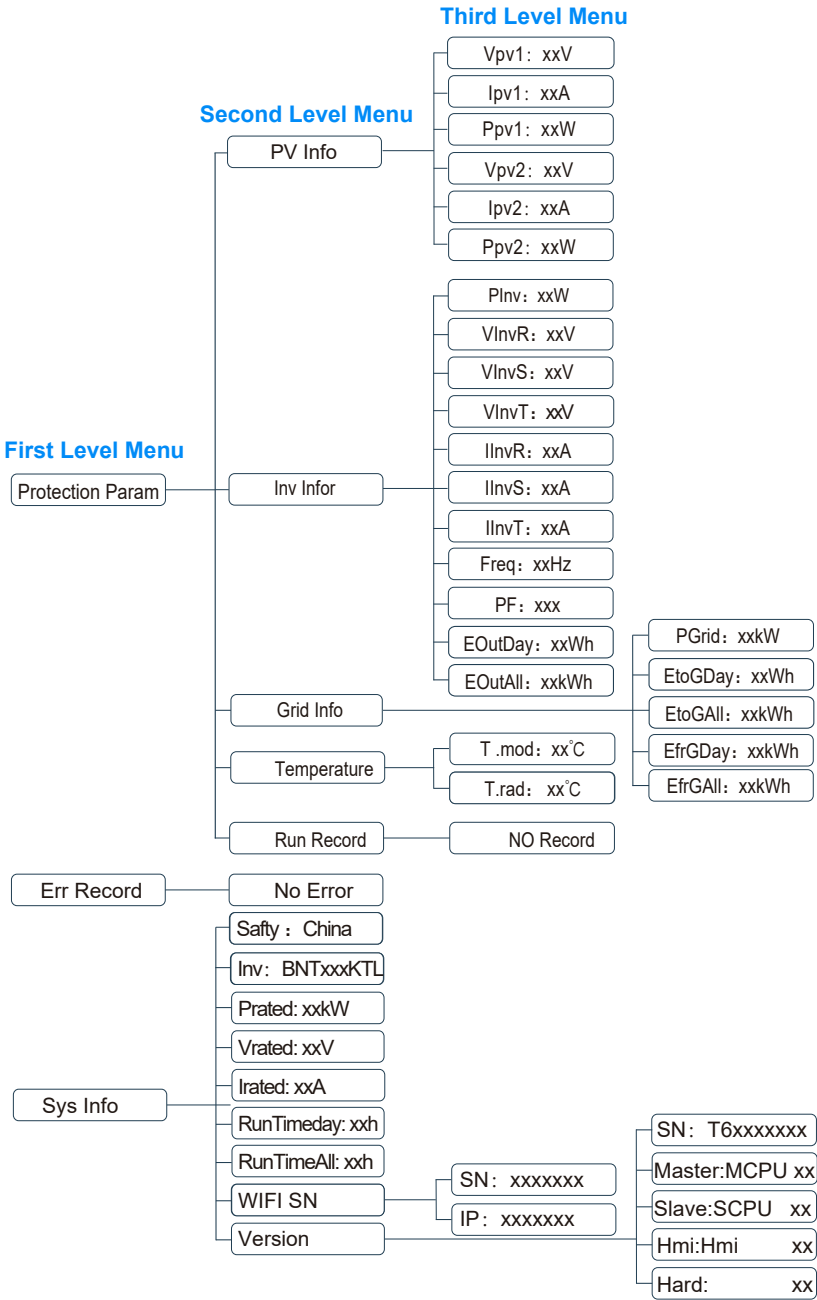 Third Level Menu
Vpv1: xxV
Ipv1: xxA
Second Level Menu
Ppv1: xxW
PV Info
Vpv2: xxV
Ipv2: xxA
Ppv2: xxW
PInv: xxW
VInvR: xxV
VInvS: xxV
VInvT: xxV
First Level Menu
IInvR: xxA
Protection Param
Inv Infor
IInvS: xxA
IInvT: xxA
Freq: xxHz
PF: xxx
EOutDay: xxWh
EOutAll: xxkWh
Grid Info
PGrid: xxkW
EtoGDay: xxWh
EtoGAll: xxkWh
EfrGDay: xxkWh
EfrGAll: xxkWh
Temperature
T .mod: xx°C
T.rad: xx°C
Run Record
NO Record
Err Record
No Error
Sys Info
Safty : China
Inv: BNTxxxKTL
Prated: xxkW
Vrated: xxV
Irated: xxA
RunTimeday: xxh
RunTimeAll: xxh
WIFI SN
SN: xxxxxxx
IP: xxxxxxx
Version
SN: T6xxxxxxx
Master:MCPU xx
Slave:SCPU xx
Hmi:Hmi xx
Hard: xx